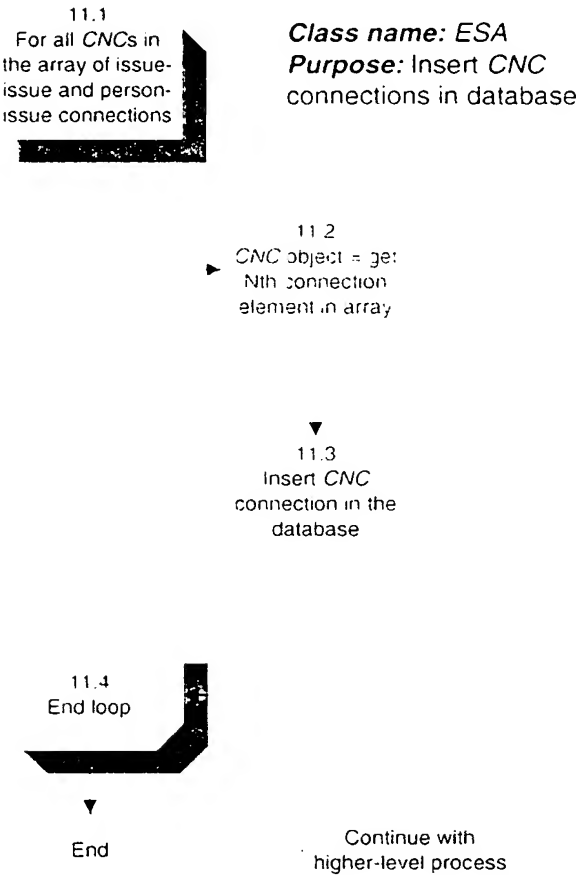 11.1
For all CNCs in
the array of issue-
issue and person-
issue connections
Class name: ESA
Purpose: Insert CNC
connections in database
11.2
CNC object = get
Nth connection
element in array
11.3
Insert CNC
connection in the
database
11.4
End loop
End
Continue with
higher-level process